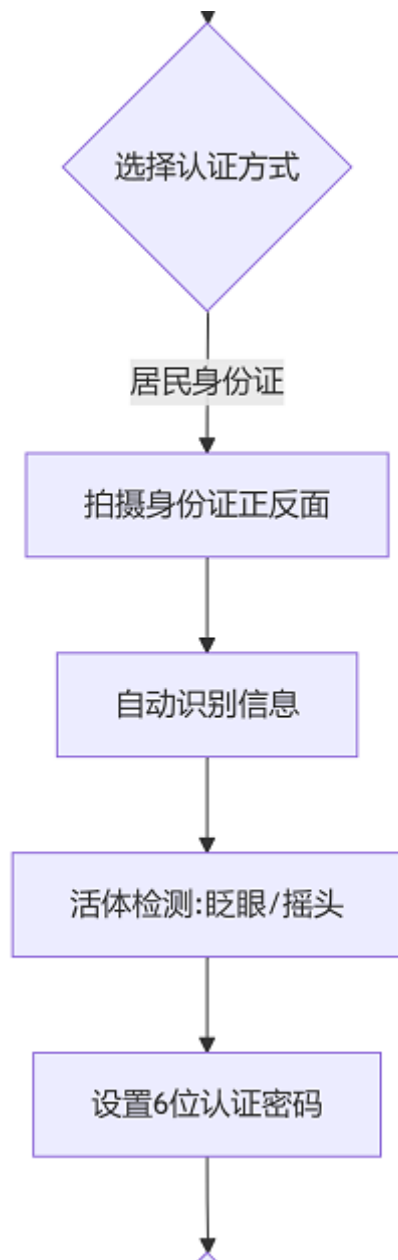 选择认证方式
居民身份证
拍摄身份证正反面
自动识别信息
活体检测:眨眼/摇头
设置6位认证密码